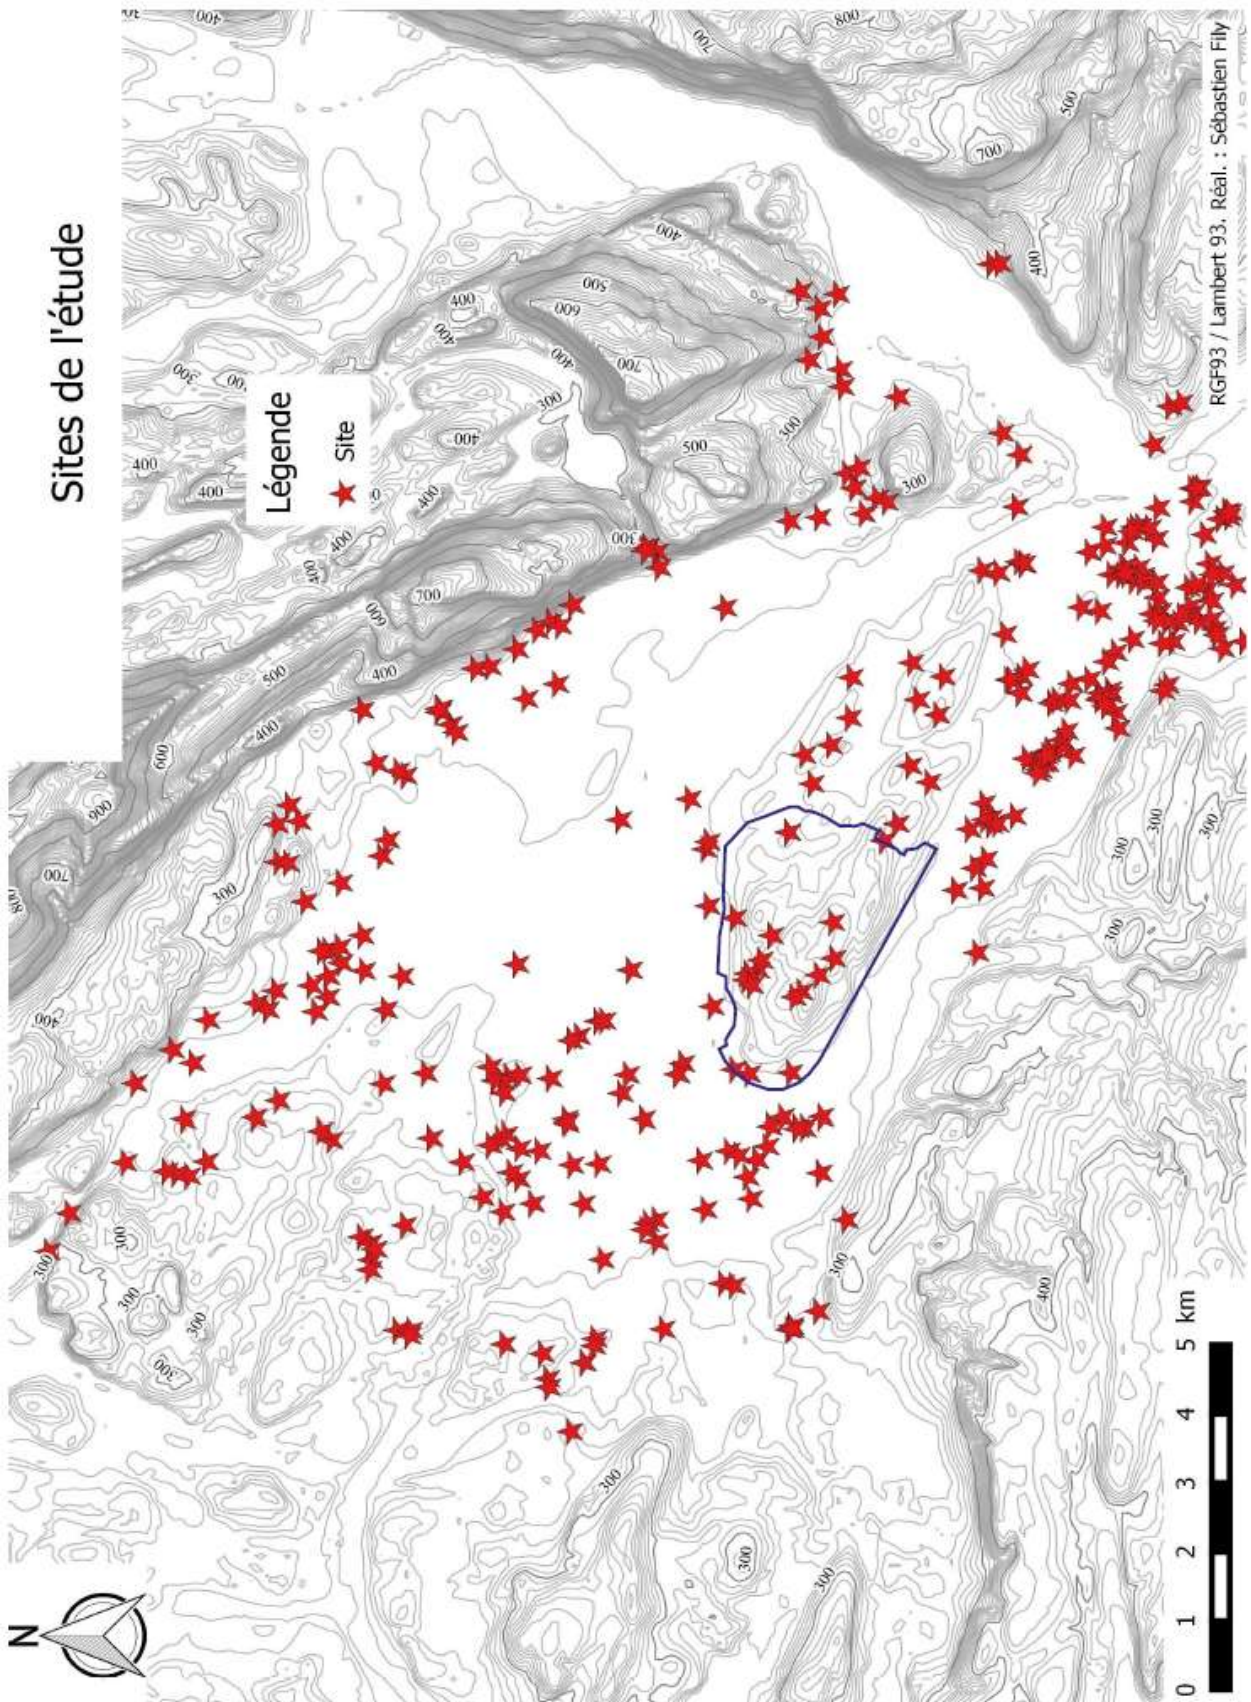 Sites de l'étude
Légende
Site
N
0 1 2 3 4 5 km
RGF93 / Lambert 93. Réal. : Sébastien Fily
300
400
500
600
700
800
900